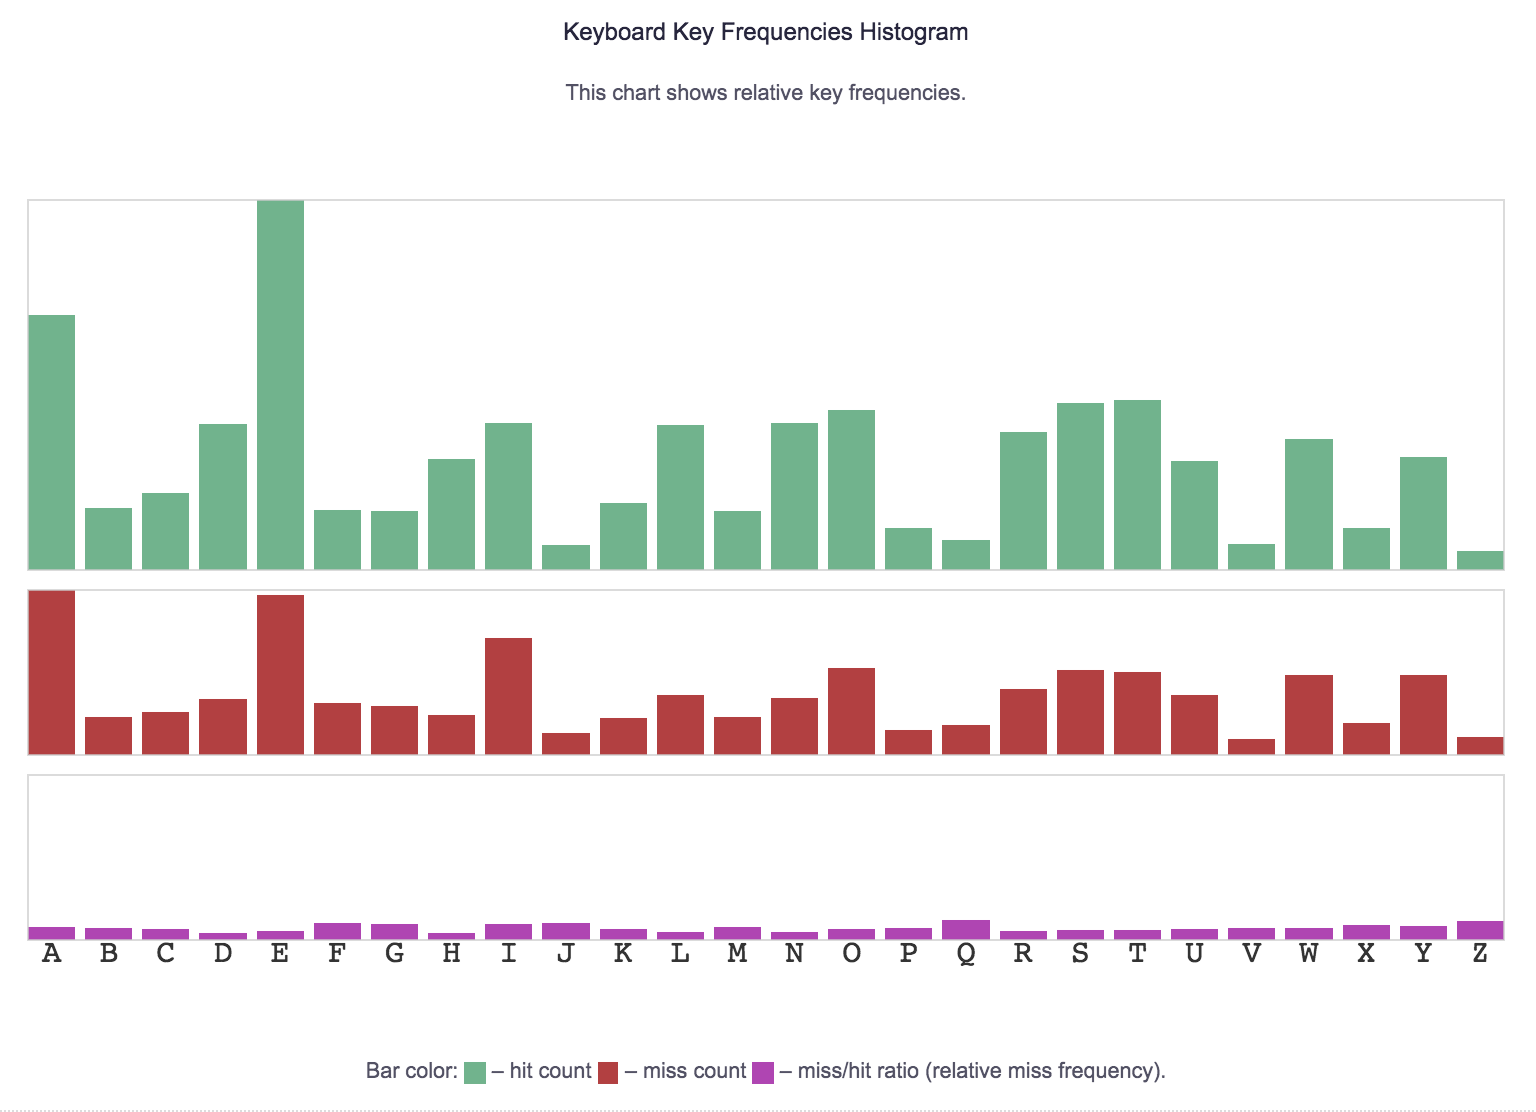 Keyboard Key Frequencies Histogram
This chart shows relative key frequencies.
A B C D E F G H I J K L M N O P Q R S T U V W X Y Z
Bar color: – hit count – miss count – miss/hit ratio (relative miss frequency).